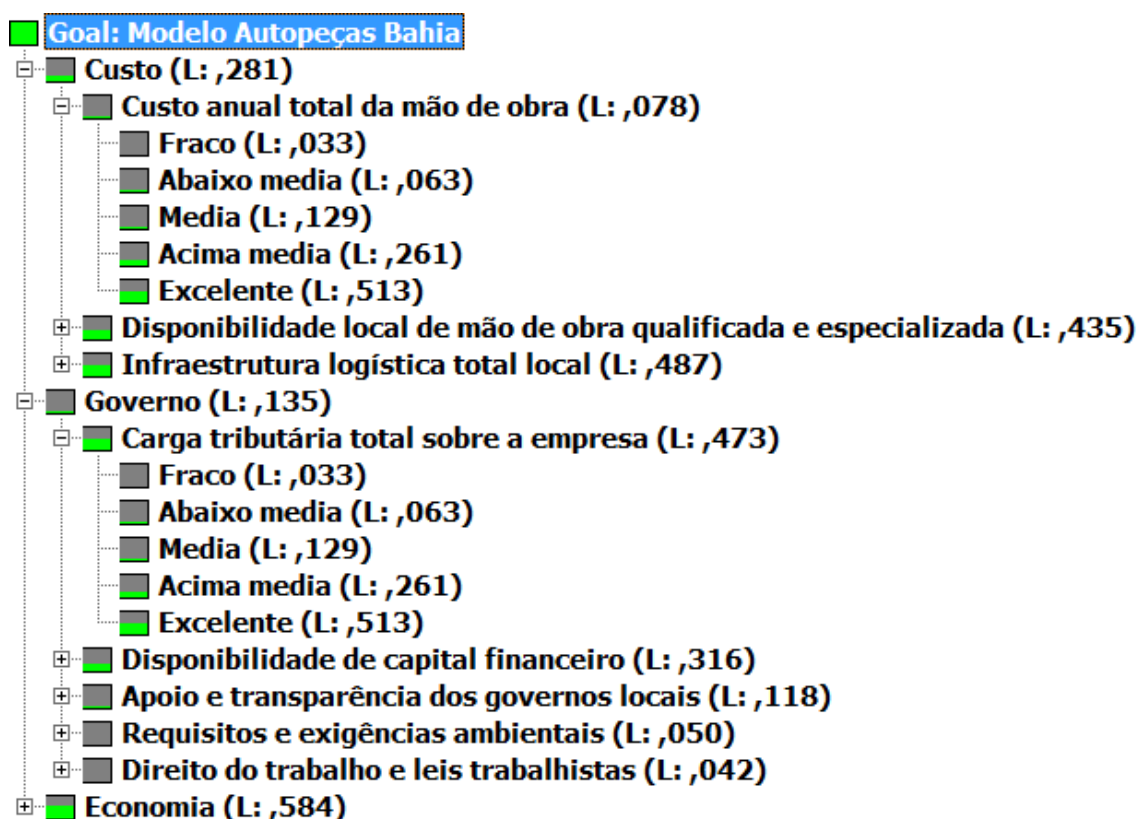 Goal: Modelo Autopeças Bahia
Custo (L: ,281)
Custo anual total da mão de obra (L: ,078)
Fraco (L: ,033)
Abaixo media (L: ,063)
Media (L: ,129)
Acima media (L: ,261)
Excelente (L: ,513)
Disponibilidade local de mão de obra qualificada e especializada (L: ,435)
Infraestrutura logística total local (L: ,487)
Governo (L: ,135)
Carga tributária total sobre a empresa (L: ,473)
Fraco (L: ,033)
Abaixo media (L: ,063)
Media (L: ,129)
Acima media (L: ,261)
Excelente (L: ,513)
Disponibilidade de capital financeiro (L: ,316)
Apoio e transparência dos governos locais (L: ,118)
Requisitos e exigências ambientais (L: ,050)
Direito do trabalho e leis trabalhistas (L: ,042)
Economia (L: ,584)